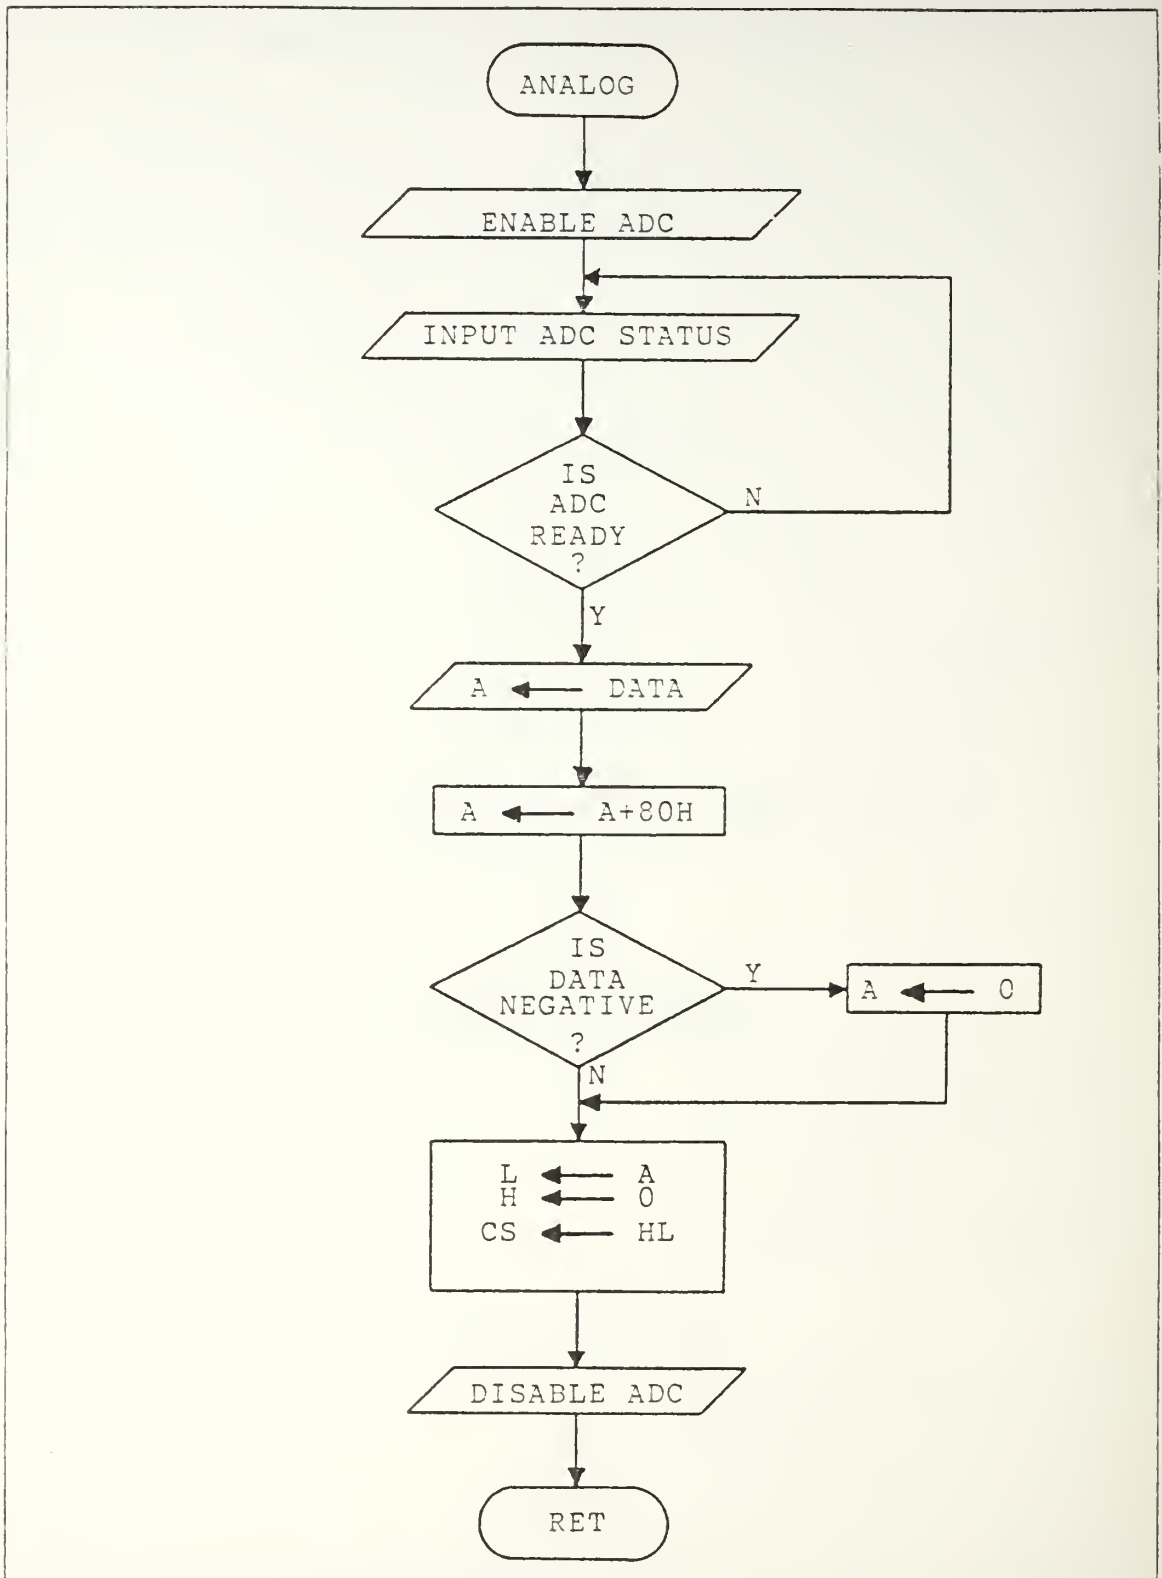 ANALOG
ENABLE ADC
INPUT ADC STATUS
IS
ADC
READY
?
N
Y
A ← DATA
A ← A+80H
IS
DATA
NEGATIVE
?
Y
A ← 0
N
L ← A
H ← 0
CS ← HL
DISABLE ADC
RET